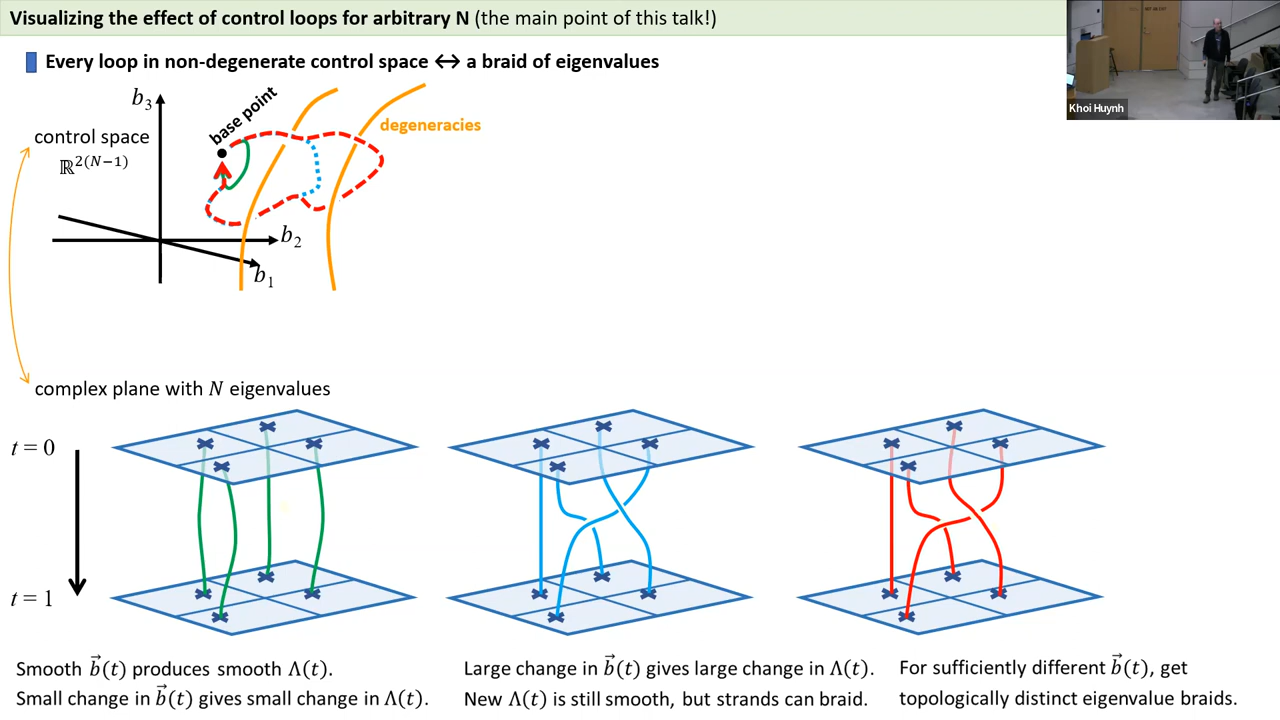 Visualizing the effect of control loops for arbitrary N (the main point of this talk!)
Every loop in non-degenerate control space ↔ a braid of eigenvalues
b₃
base point
degeneracies
control space
ℝ²⁽ᴺ⁻¹⁾
b₂
b₁
Khoi Huynh
complex plane with N eigenvalues
t = 0
t = 1
Smooth b⃗(t) produces smooth Λ(t).
Small change in b⃗(t) gives small change in Λ(t).
Large change in b⃗(t) gives large change in Λ(t).
New Λ(t) is still smooth, but strands can braid.
For sufficiently different b⃗(t), get
topologically distinct eigenvalue braids.